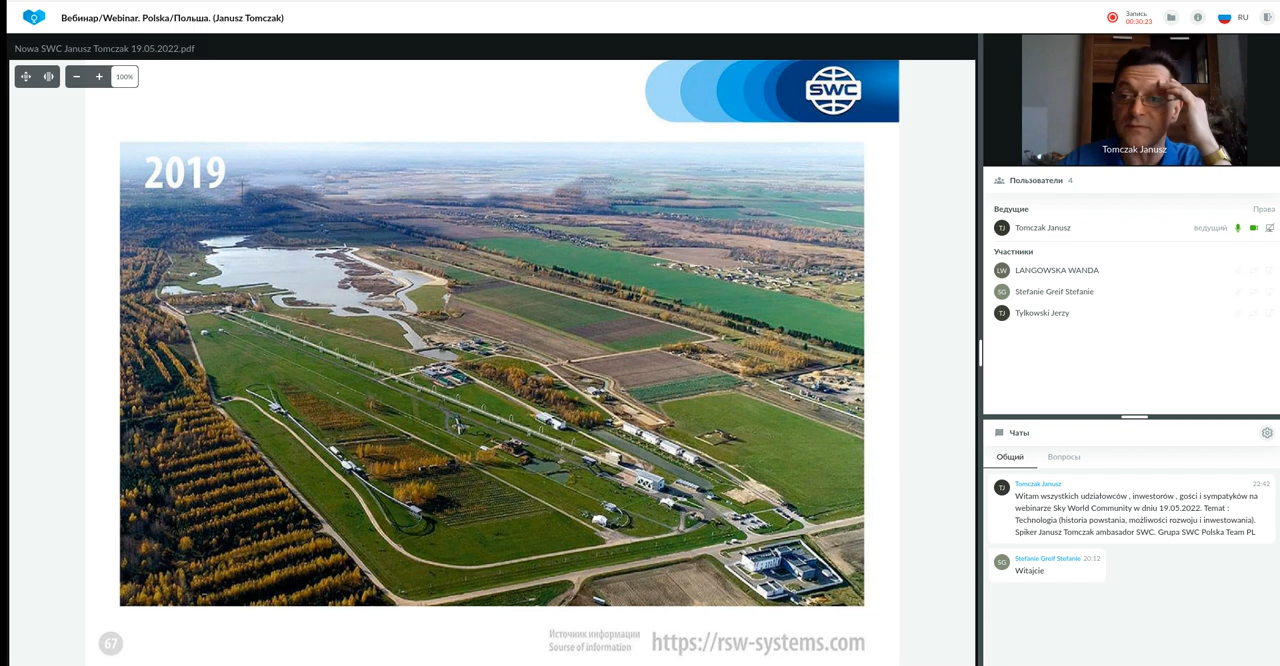 Вебинар/Webinar. Polska/Польша. (Janusz Tomczak)
Запись
00:30:23
RU
Nowa SWC Janusz Tomczak 19.05.2022.pdf
100%
SWC
2019
67
Источник информации
Sourse of information
https://rsw-systems.com
Tomczak Janusz
Пользователи 4
Ведущие
Права
TJ Tomczak Janusz ведущий
Участники
LW LANGOWSKA WANDA
SG Stefanie Greif Stefanie
TJ Tylkowski Jerzy
Чаты
Общий Вопросы
TJ Tomczak Janusz 22:42
Witam wszystkich udziałowców , inwestorów , gości i sympatyków na
webinarze Sky World Community w dniu 19.05.2022. Temat :
Technologia (historia powstania, możliwości rozwoju i inwestowania).
Spiker Janusz Tomczak ambasador SWC. Grupa SWC Polska Team PL
SG Stefanie Greif Stefanie 20:12
Witajcie